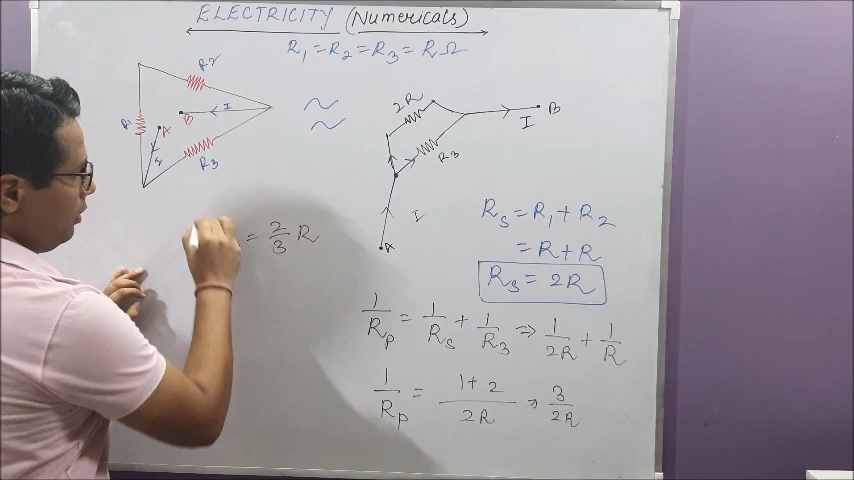 ELECTRICITY (Numericals)
R₁ = R₂ = R₃ = R Ω
R2
R1
A
B
I
I
R3
2R
R3
B
I
I
A
= 2/3 R
Rs = R₁ + R₂
= R + R
Rs = 2R
1/Rp = 1/Rs + 1/R₃ ⇒ 1/2R + 1/R
1/Rp = 1+2/2R ⇒ 3/2R